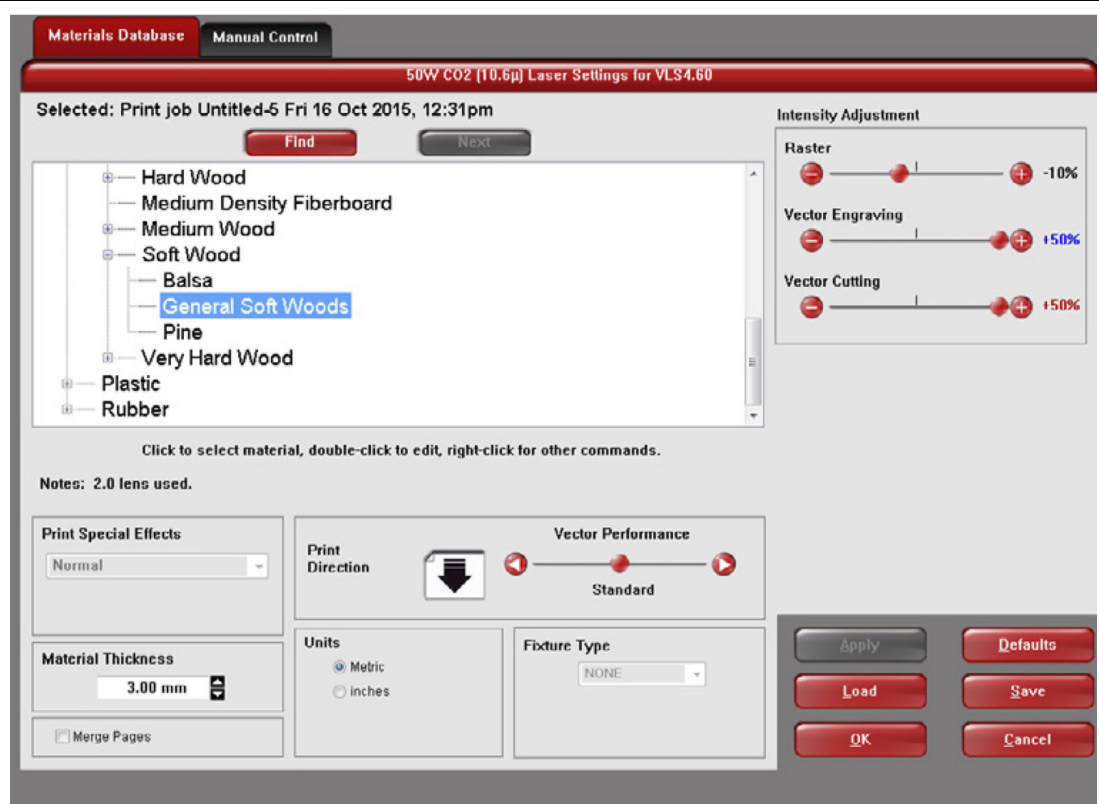 Materials Database
Manual Control
50W CO2 (10.6µ) Laser Settings for VLS4.60
Selected: Print job Untitled-5 Fri 16 Oct 2015, 12:31pm
Find
Next
Hard Wood
Medium Density Fiberboard
Medium Wood
Soft Wood
Balsa
General Soft Woods
Pine
Very Hard Wood
Plastic
Rubber
Click to select material, double-click to edit, right-click for other commands.
Notes: 2.0 lens used.
Intensity Adjustment
Raster
-10%
Vector Engraving
+50%
Vector Cutting
+50%
Print Special Effects
Normal
Print
Direction
Vector Performance
Standard
Material Thickness
3.00 mm
Merge Pages
Units
Metric
inches
Fixture Type
NONE
Apply
Defaults
Load
Save
OK
Cancel